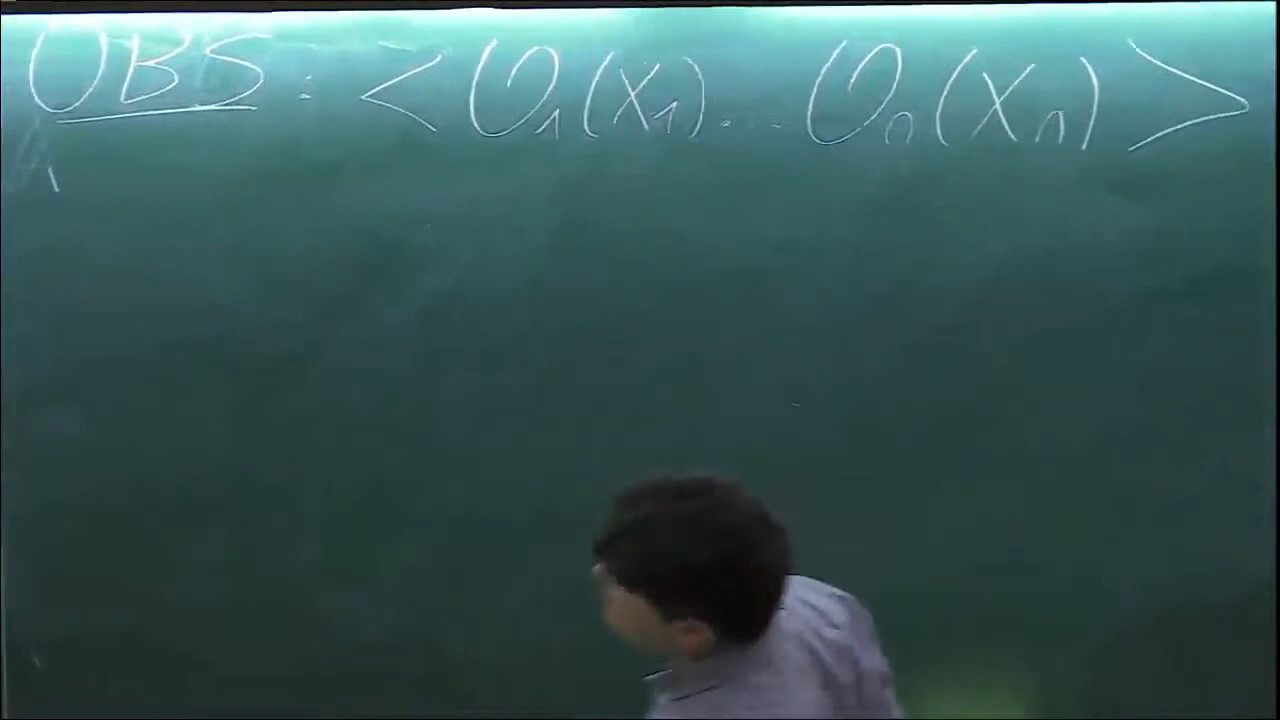 OBS : < O₁(x₁) ... Oₙ(xₙ) >